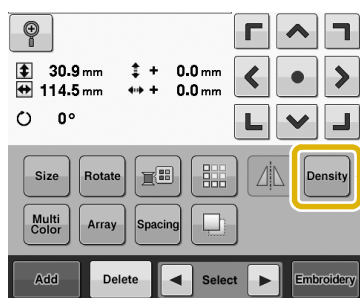 30.9 mm + 0.0 mm
114.5 mm + 0.0 mm
0°
Size Rotate Density
Multi Color Array Spacing
Add Delete Select Embroidery